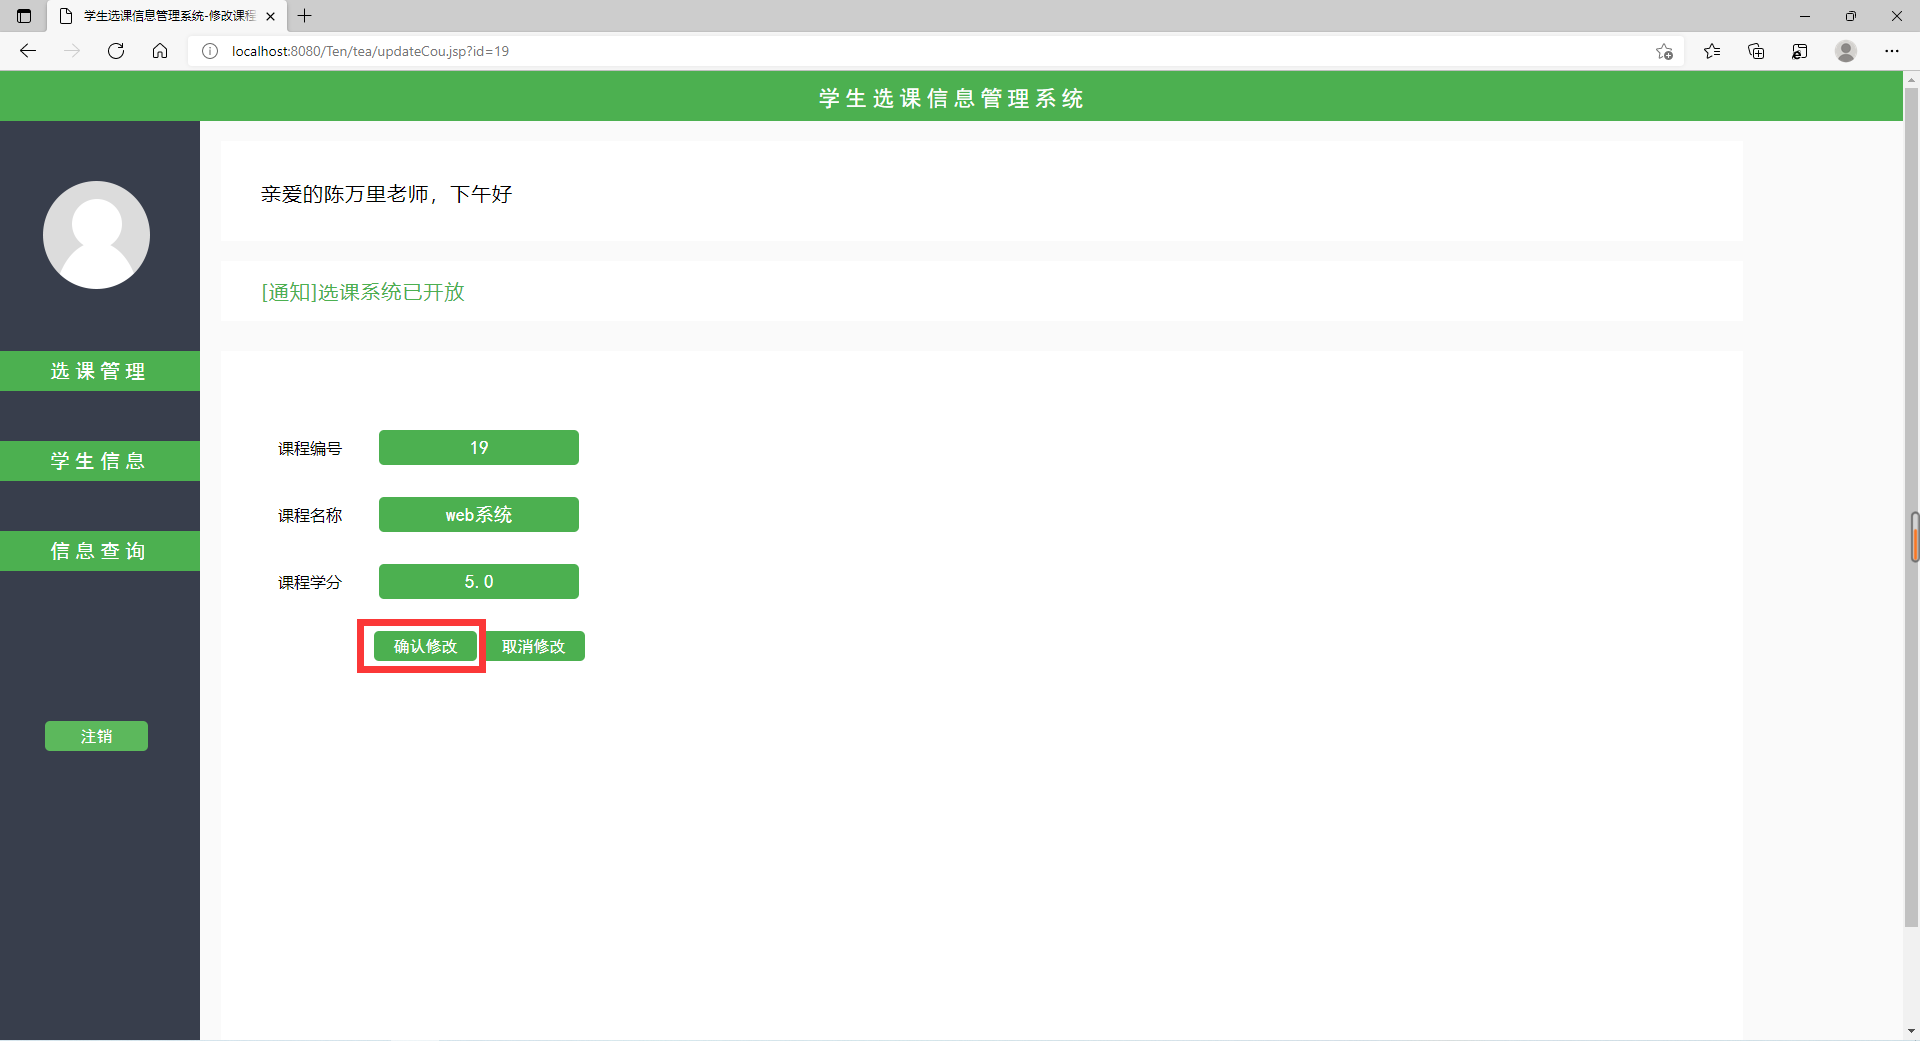 学生选课信息管理系统-修改课程
localhost:8080/Ten/tea/updateCou.jsp?id=19
学生选课信息管理系统
亲爱的陈万里老师，下午好
[通知]选课系统已开放
选课管理
学生信息
信息查询
注销
课程编号 19
课程名称 web系统
课程学分 5.0
确认修改 取消修改